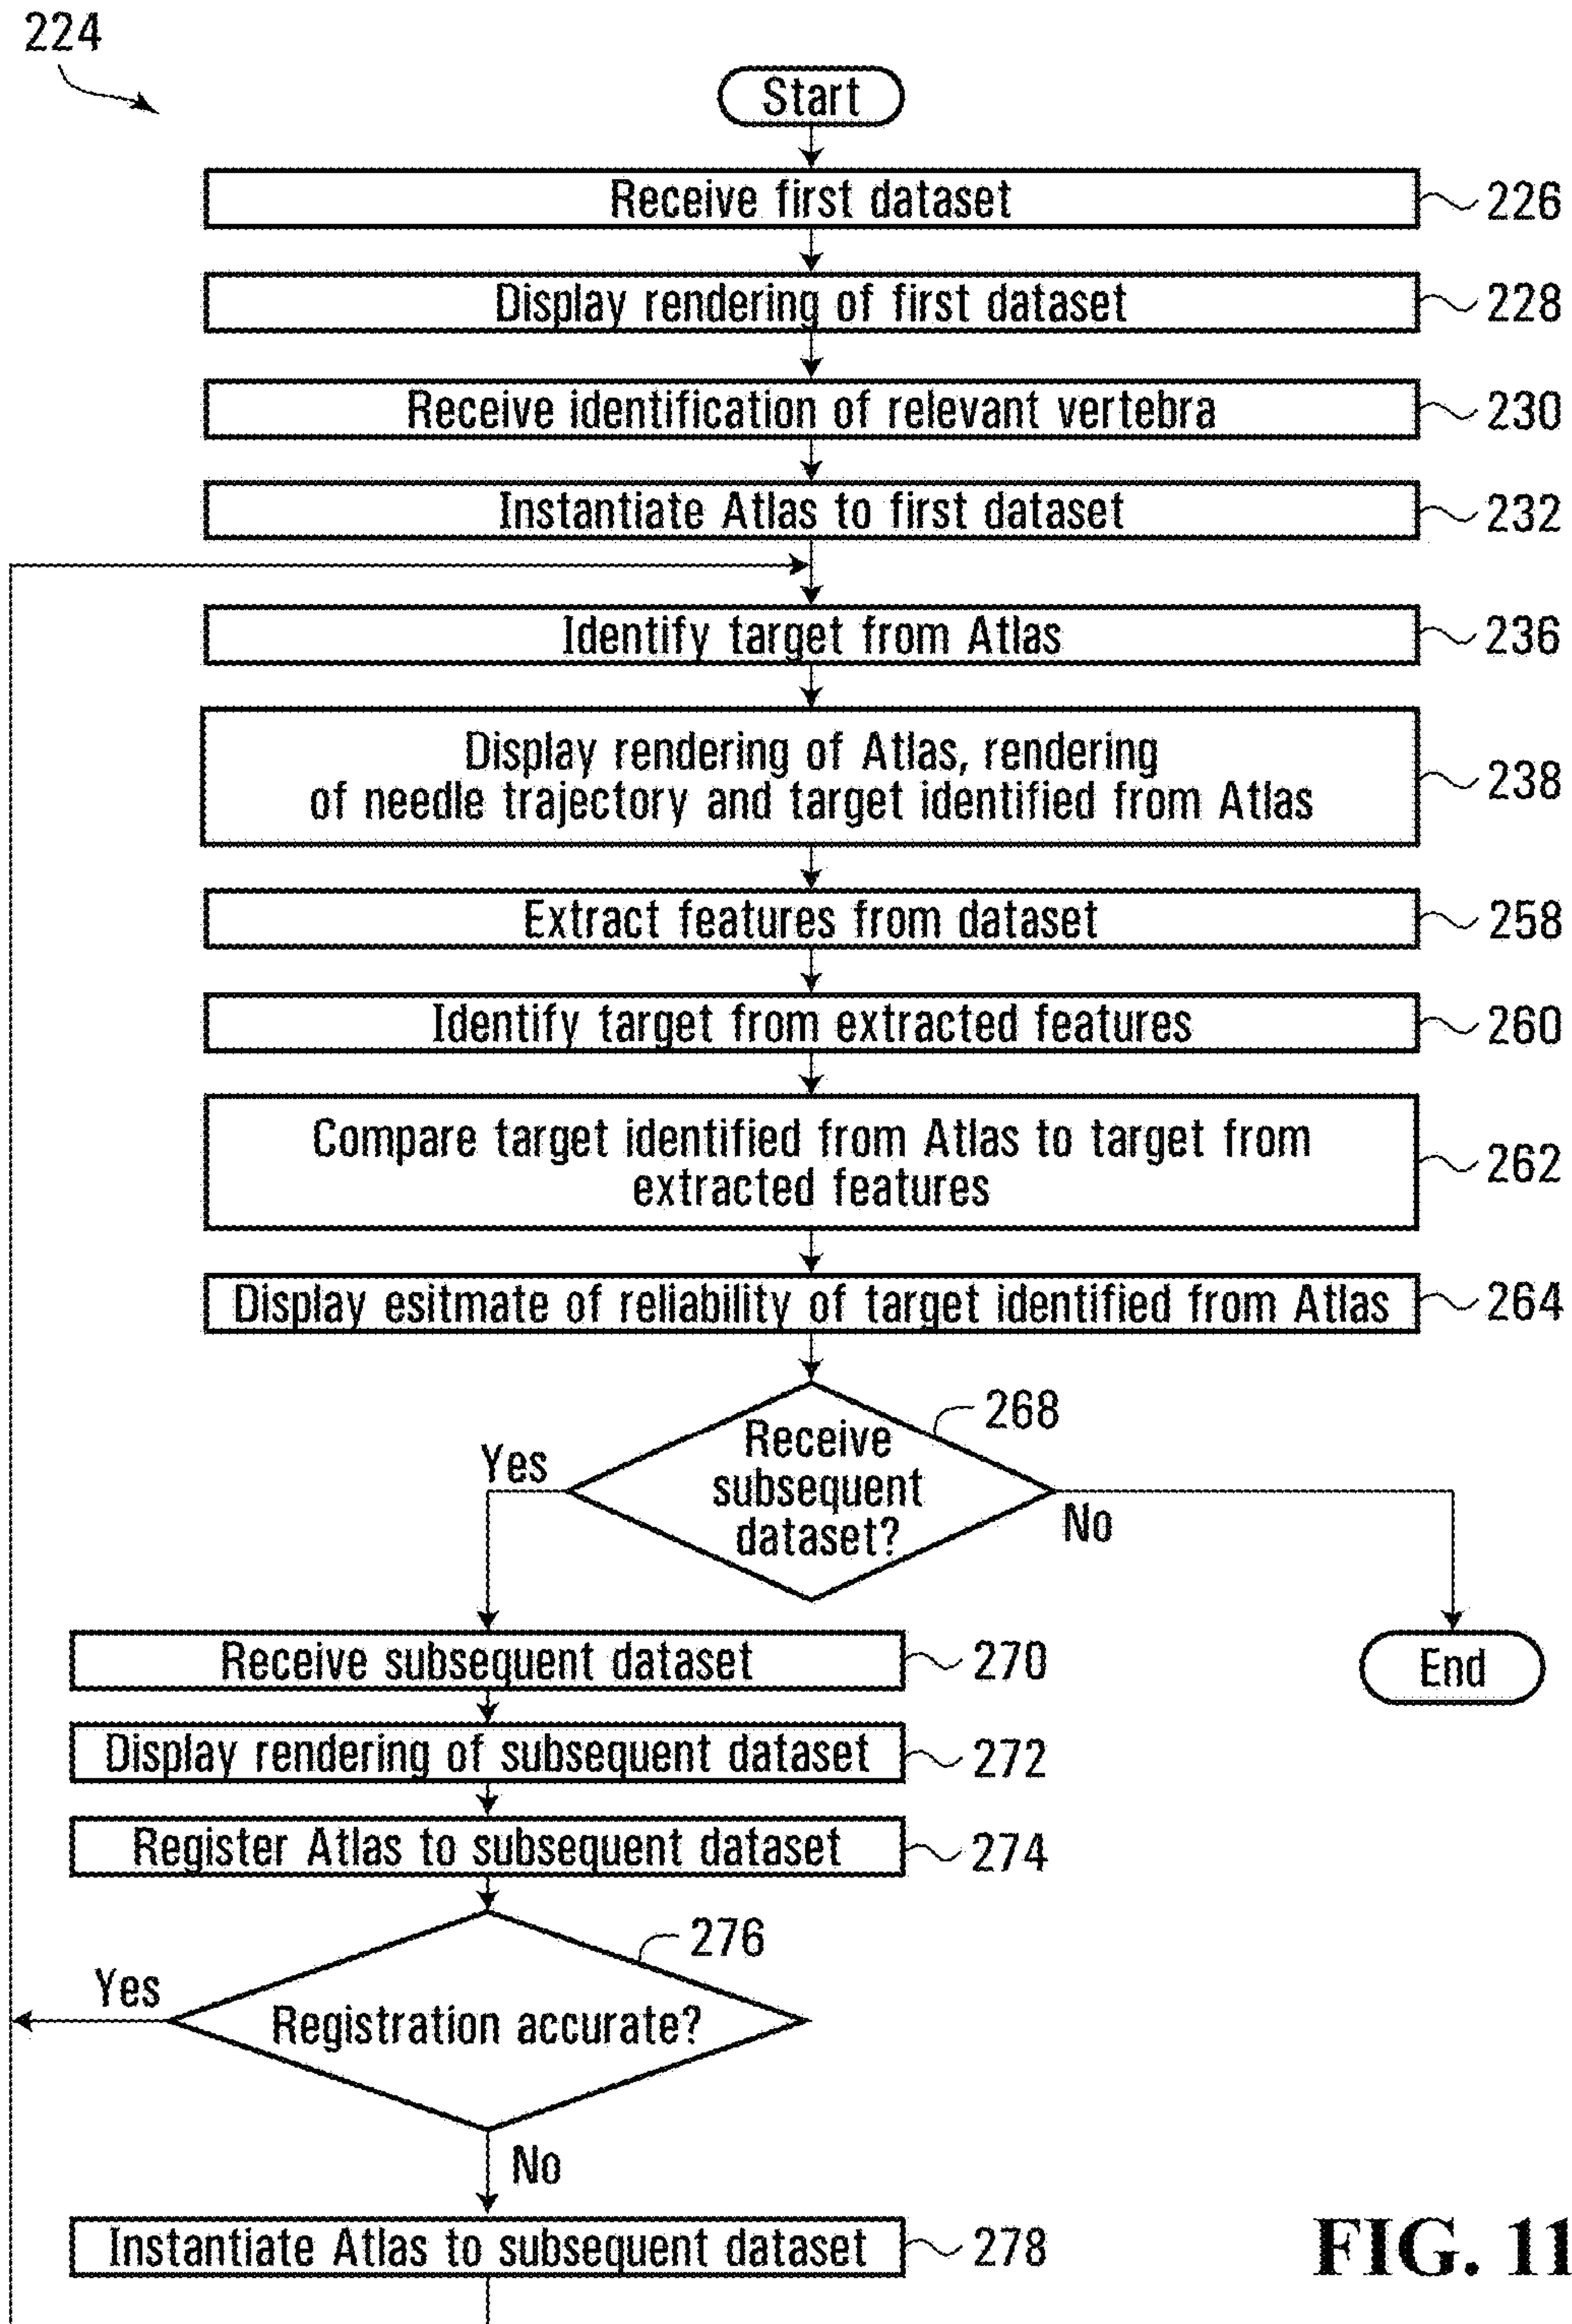 224
Start
Receive first dataset
226
Display rendering of first dataset
228
Receive identification of relevant vertebra
230
Instantiate Atlas to first dataset
232
Identify target from Atlas
236
Display rendering of Atlas, rendering
of needle trajectory and target identified from Atlas
238
Extract features from dataset
258
Identify target from extracted features
260
Compare target identified from Atlas to target from
extracted features
262
Display esitmate of reliability of target identified from Atlas
264
268
Receive
subsequent
dataset?
Yes
No
Receive subsequent dataset
270
End
Display rendering of subsequent dataset
272
Register Atlas to subsequent dataset
274
276
Yes
Registration accurate?
No
Instantiate Atlas to subsequent dataset
278
FIG. 11